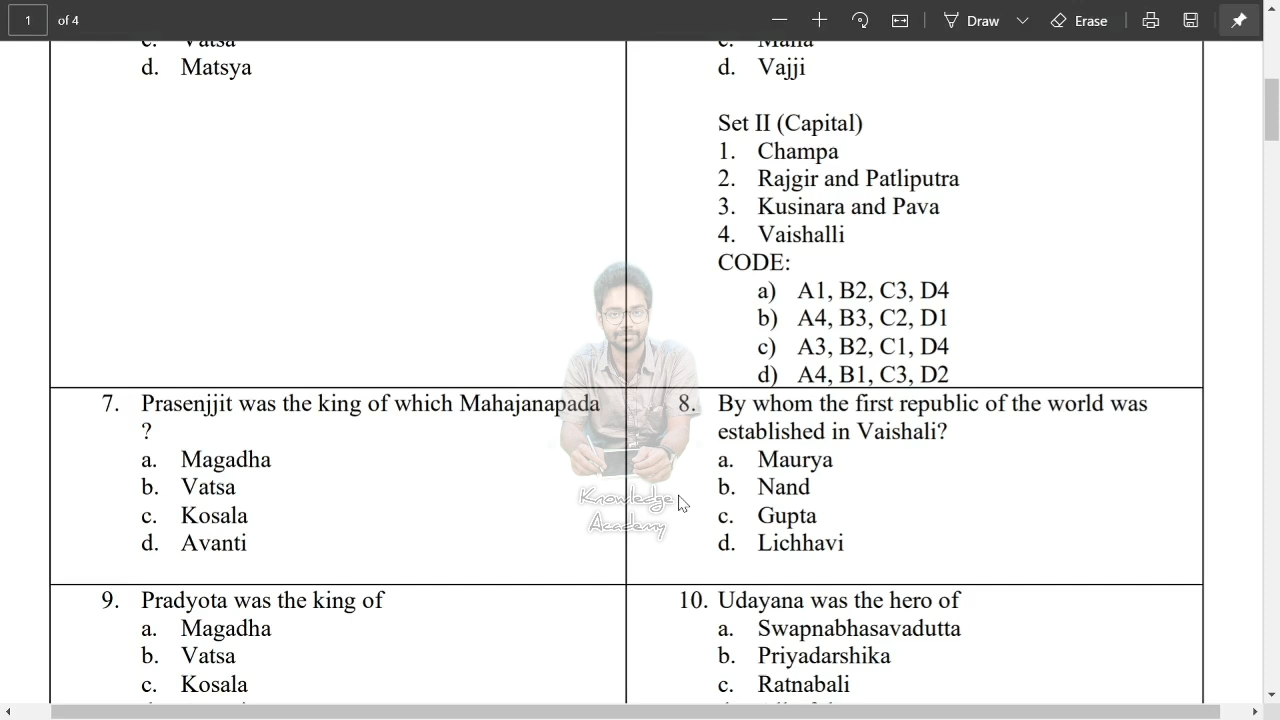 1 of 4 Draw Erase
c. Vatsa
d. Matsya
c. Malla
d. Vajji
Set II (Capital)
1. Champa
2. Rajgir and Patliputra
3. Kusinara and Pava
4. Vaishalli
CODE:
a) A1, B2, C3, D4
b) A4, B3, C2, D1
c) A3, B2, C1, D4
d) A4, B1, C3, D2
7. Prasenjjit was the king of which Mahajanapada
?
a. Magadha
b. Vatsa
c. Kosala
d. Avanti
8. By whom the first republic of the world was
established in Vaishali?
a. Maurya
b. Nand
c. Gupta
d. Lichhavi
Knowledge
Academy
9. Pradyota was the king of
a. Magadha
b. Vatsa
c. Kosala
10. Udayana was the hero of
a. Swapnabhasavadutta
b. Priyadarshika
c. Ratnabali